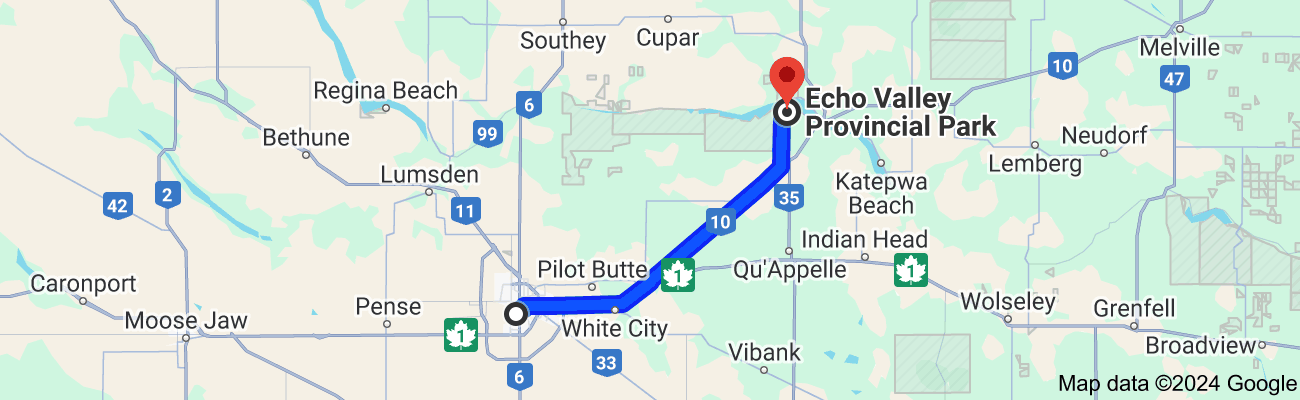 Southey
Cupar
Melville
10
47
Regina Beach
6
Echo Valley
Provincial Park
99
Bethune
Neudorf
Lemberg
Lumsden
Katepwa
Beach
2
42
11
35
10
Indian Head
Pilot Butte
1
Qu'Appelle
1
Caronport
Pense
Wolseley
Grenfell
Moose Jaw
1
White City
Broadview
33
Vibank
6
Map data ©2024 Google